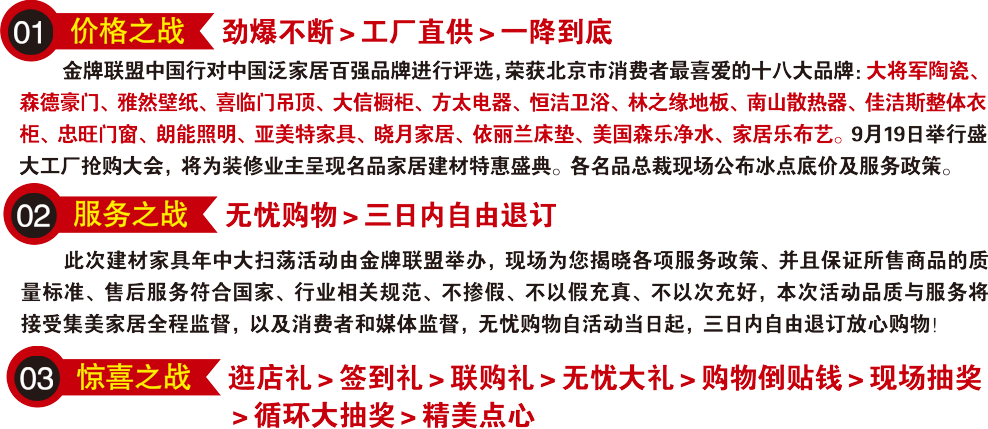 01 价格之战 劲爆不断>工厂直供>一降到底
金牌联盟中国行对中国泛家居百强品牌进行评选，荣获北京市消费者最喜爱的十八大品牌：大将军陶瓷、
森德豪门、雅然壁纸、喜临门吊顶、大信橱柜、方太电器、恒洁卫浴、林之缘地板、南山散热器、佳洁斯整体衣
柜、忠旺门窗、朗能照明、亚美特家具、晓月家居、依丽兰床垫、美国森乐净水、家居乐布艺。9月19日举行盛
大工厂抢购大会，将为装修业主呈现名品家居建材特惠盛典。各名品总裁现场公布冰点底价及服务政策。
02 服务之战 无忧购物>三日内自由退订
此次建材家具年中大扫荡活动由金牌联盟举办，现场为您揭晓各项服务政策、并且保证所售商品的质
量标准、售后服务符合国家、行业相关规范、不掺假、不以假充真、不以次充好，本次活动品质与服务将
接受集美家居全程监督，以及消费者和媒体监督，无忧购物自活动当日起，三日内自由退订放心购物！
03 惊喜之战 逛店礼>签到礼>联购礼>无忧大礼>购物倒贴钱>现场抽奖
>循环大抽奖>精美点心